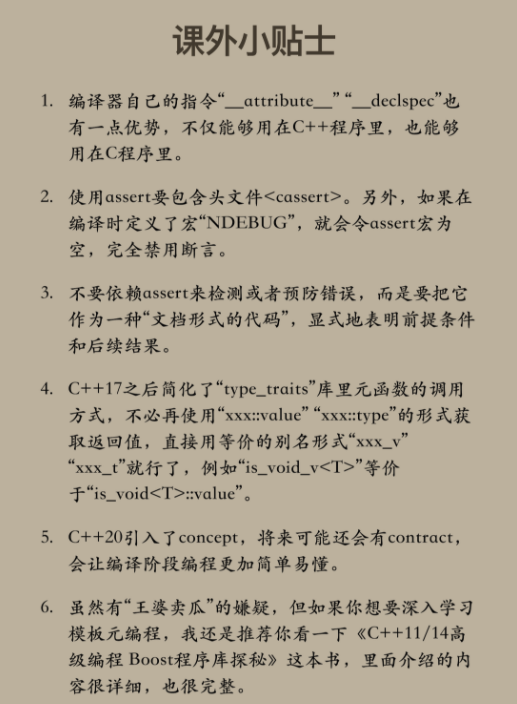 课外小贴士
1. 编译器自己的指令“__attribute__” “__declspec”也
有一点优势，不仅能够用在C++程序里，也能够
用在C程序里。
2. 使用assert要包含头文件<cassert>。另外，如果在
编译时定义了宏“NDEBUG”，就会令assert宏为
空，完全禁用断言。
3. 不要依赖assert来检测或者预防错误，而是要把它
作为一种“文档形式的代码”，显式地表明前提条件
和后续结果。
4. C++17之后简化了“type_traits”库里元函数的调用
方式，不必再使用“xxx::value” “xxx::type”的形式获
取返回值，直接用等价的别名形式“xxx_v”
“xxx_t”就行了，例如“is_void_v<T>”等价
于“is_void<T>::value”。
5. C++20引入了concept，将来可能还会有contract，
会让编译阶段编程更加简单易懂。
6. 虽然有“王婆卖瓜”的嫌疑，但如果你想要深入学习
模板元编程，我还是推荐你看一下《C++11/14高
级编程 Boost程序库探秘》这本书，里面介绍的内
容很详细，也很完整。